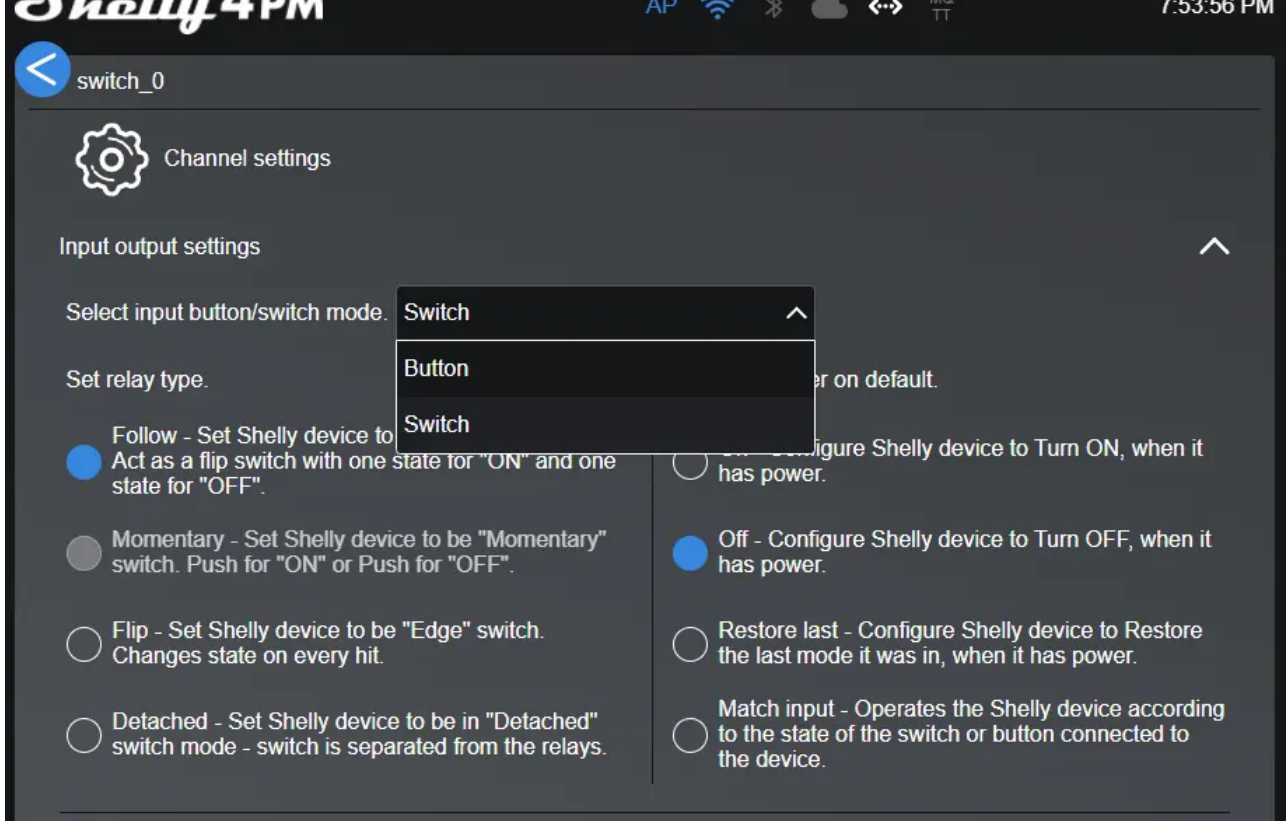 Shelly 4PM
AP
MQ
TT
7:53:56 PM
switch_0
Channel settings
Input output settings
Select input button/switch mode.
Switch
Button
Switch
Set relay type.
Follow - Set Shelly device to
Act as a flip switch with one state for "ON" and one
state for "OFF".
Momentary - Set Shelly device to be "Momentary"
switch. Push for "ON" or Push for "OFF".
Flip - Set Shelly device to be "Edge" switch.
Changes state on every hit.
Detached - Set Shelly device to be in "Detached"
switch mode - switch is separated from the relays.
on default.
Shelly device to Turn ON, when it
has power.
Off - Configure Shelly device to Turn OFF, when it
has power.
Restore last - Configure Shelly device to Restore
the last mode it was in, when it has power.
Match input - Operates the Shelly device according
to the state of the switch or button connected to
the device.